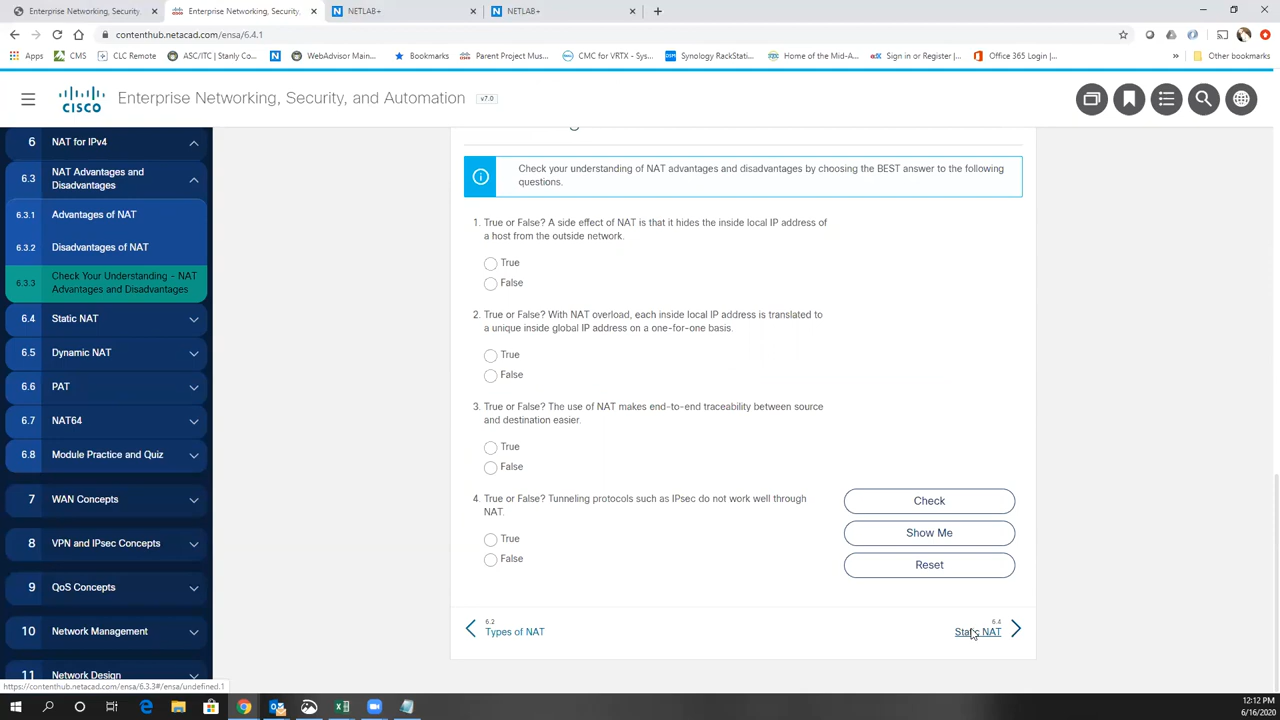 Enterprise Networking, Security,
Enterprise Networking, Security,
NETLAB+
NETLAB+
contenthub.netacad.com/ensa/6.4.1
Apps
CMS
CLC Remote
ASC/ITC | Stanly Co...
N
WebAdvisor Main...
Bookmarks
Parent Project Mus...
CMC for VRTX - Sys...
Synology RackStati...
Home of the Mid-A...
Sign in or Register |...
Office 365 Login |...
»
Other bookmarks
CISCO
Enterprise Networking, Security, and Automation
v7.0
6 NAT for IPv4
6.3 NAT Advantages and
Disadvantages
6.3.1 Advantages of NAT
6.3.2 Disadvantages of NAT
6.3.3 Check Your Understanding - NAT
Advantages and Disadvantages
6.4 Static NAT
6.5 Dynamic NAT
6.6 PAT
6.7 NAT64
6.8 Module Practice and Quiz
7 WAN Concepts
8 VPN and IPsec Concepts
9 QoS Concepts
10 Network Management
11 Network Design
Check your understanding of NAT advantages and disadvantages by choosing the BEST answer to the following
questions.
1. True or False? A side effect of NAT is that it hides the inside local IP address of
a host from the outside network.
True
False
2. True or False? With NAT overload, each inside local IP address is translated to
a unique inside global IP address on a one-for-one basis.
True
False
3. True or False? The use of NAT makes end-to-end traceability between source
and destination easier.
True
False
4. True or False? Tunneling protocols such as IPsec do not work well through
NAT.
True
False
Check
Show Me
Reset
6.2
Types of NAT
6.4
Static NAT
https://contenthub.netacad.com/ensa/6.3.3#/ensa/undefined.1
12:12 PM
6/16/2020